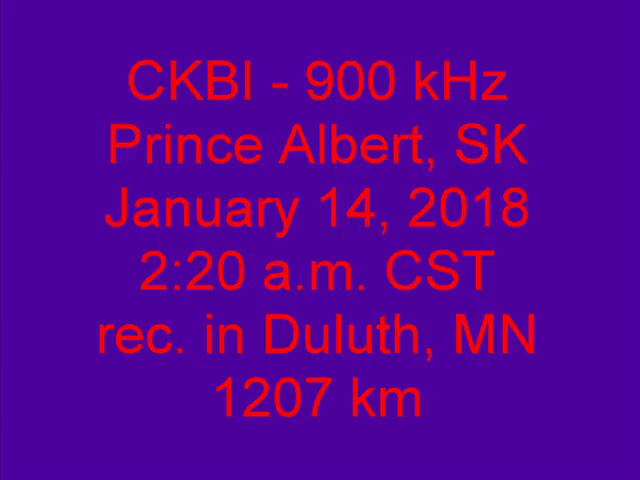 CKBI - 900 kHz
Prince Albert, SK
January 14, 2018
2:20 a.m. CST
rec. in Duluth, MN
1207 km